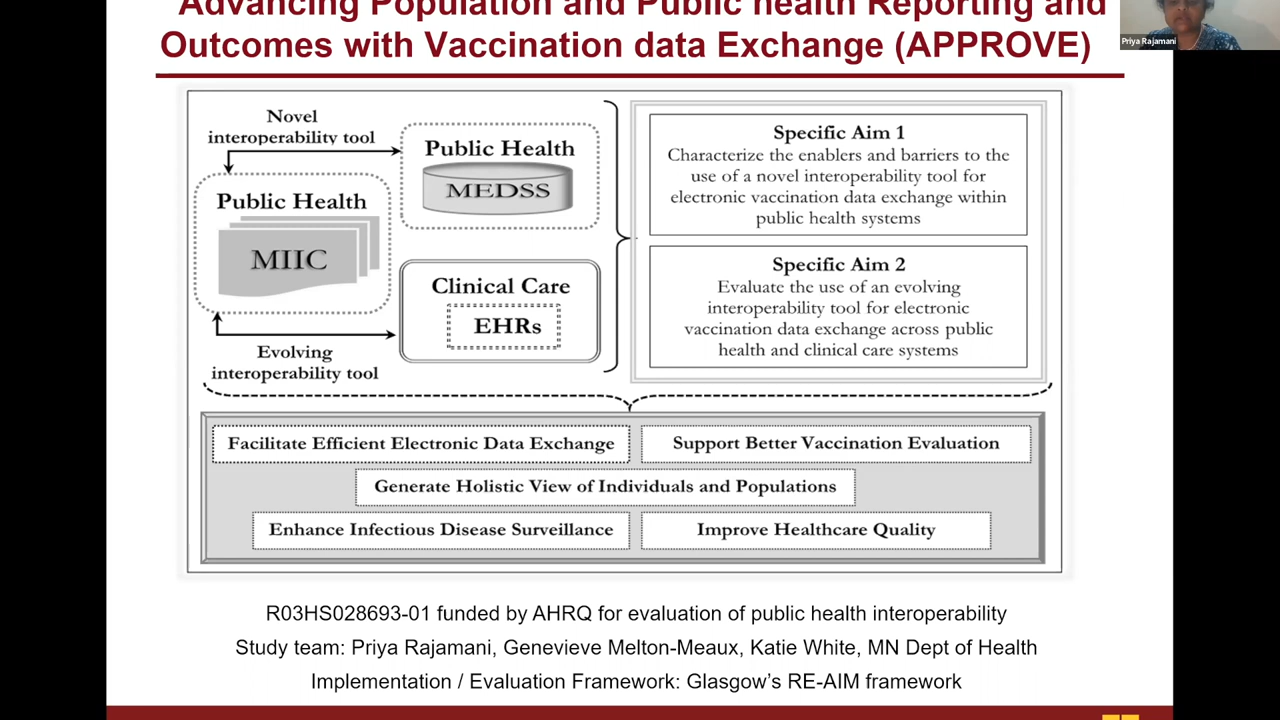 Advancing Population and Public health Reporting and
Outcomes with Vaccination data Exchange (APPROVE)
Priya Rajamani
Novel
interoperability tool
Public Health
MIIC
Public Health
MEDSS
Clinical Care
EHRs
Evolving
interoperability tool
Specific Aim 1
Characterize the enablers and barriers to the
use of a novel interoperability tool for
electronic vaccination data exchange within
public health systems
Specific Aim 2
Evaluate the use of an evolving
interoperability tool for electronic
vaccination data exchange across public
health and clinical care systems
Facilitate Efficient Electronic Data Exchange
Support Better Vaccination Evaluation
Generate Holistic View of Individuals and Populations
Enhance Infectious Disease Surveillance
Improve Healthcare Quality
R03HS028693-01 funded by AHRQ for evaluation of public health interoperability
Study team: Priya Rajamani, Genevieve Melton-Meaux, Katie White, MN Dept of Health
Implementation / Evaluation Framework: Glasgow's RE-AIM framework